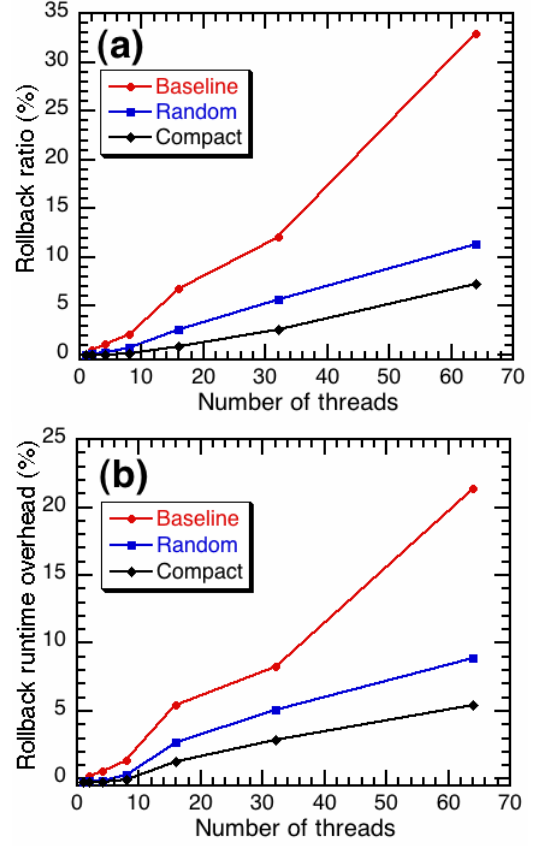 (a)
Baseline
Random
Compact
Rollback ratio (%)
35
30
25
20
15
10
5
0
0 10 20 30 40 50 60 70
Number of threads
(b)
Baseline
Random
Compact
Rollback runtime overhead (%)
25
20
15
10
5
0
0 10 20 30 40 50 60 70
Number of threads